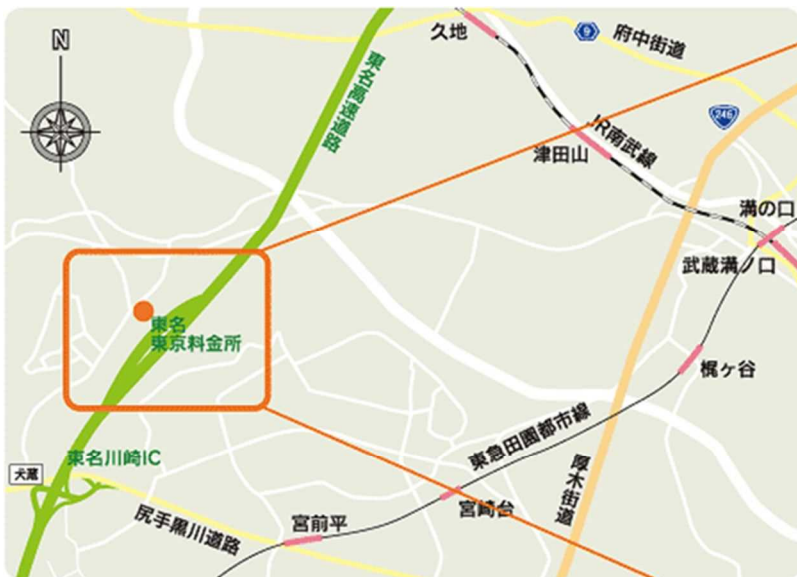 N
久地
9
府中街道
東名高速道路
246
JR南武線
津田山
溝の口
武蔵溝ノ口
東名
東京料金所
梶ヶ谷
東急田園都市線
東名川崎IC
犬蔵
厚木街道
宮崎台
宮前平
尻手黒川道路